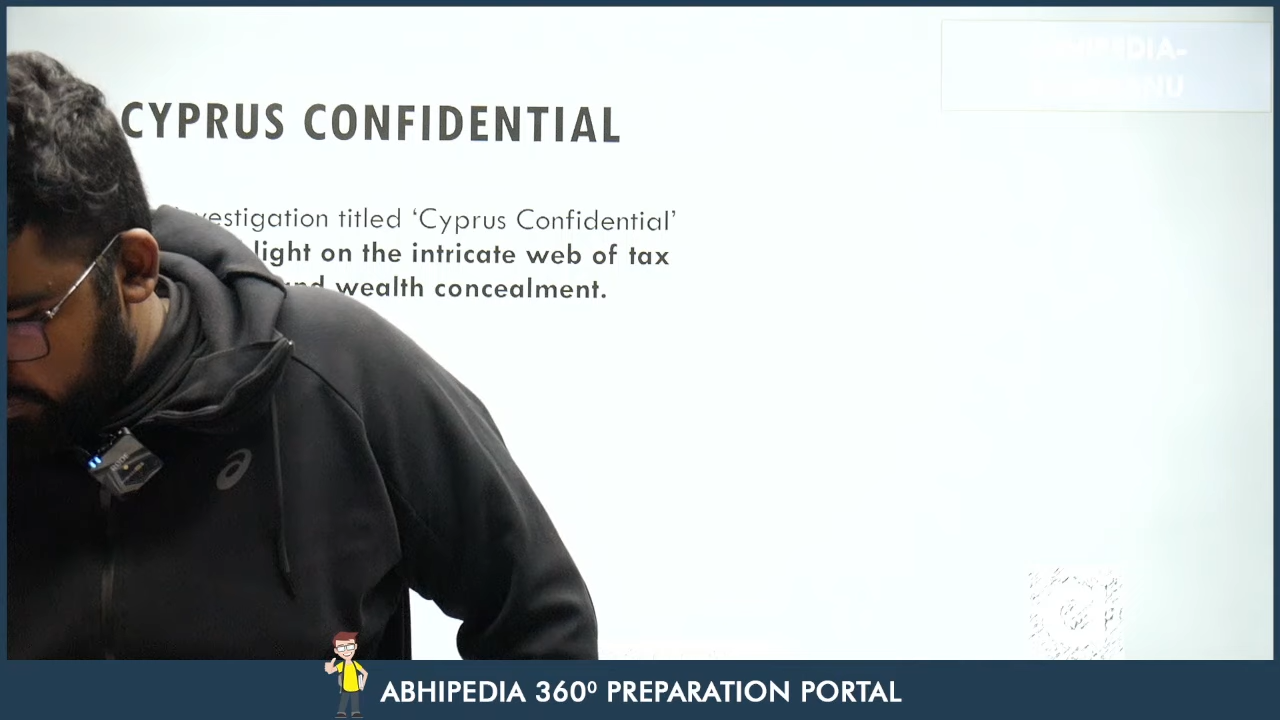 CYPRUS CONFIDENTIAL
vestigation titled ‘Cyprus Confidential’
light on the intricate web of tax
and wealth concealment.
ABHIPEDIA 360⁰ PREPARATION PORTAL